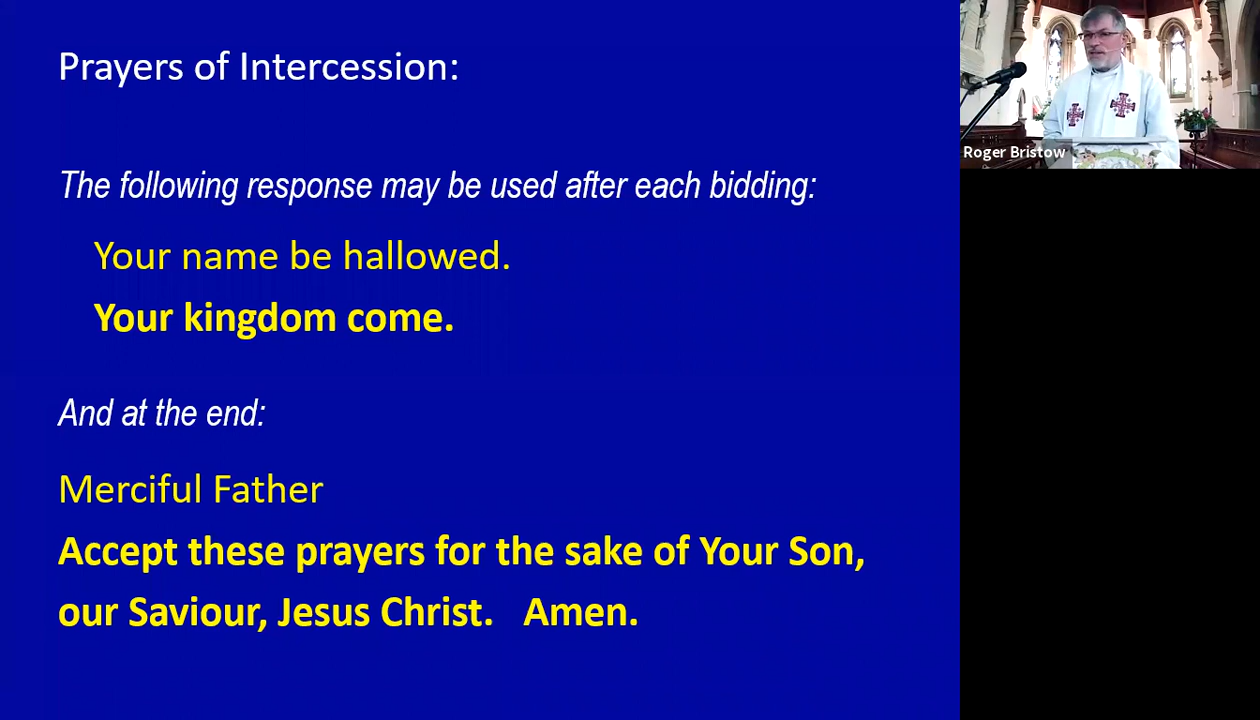 Prayers of Intercession:
The following response may be used after each bidding:
Your name be hallowed.
Your kingdom come.
And at the end:
Merciful Father
Accept these prayers for the sake of Your Son,
our Saviour, Jesus Christ. Amen.
Roger Bristow